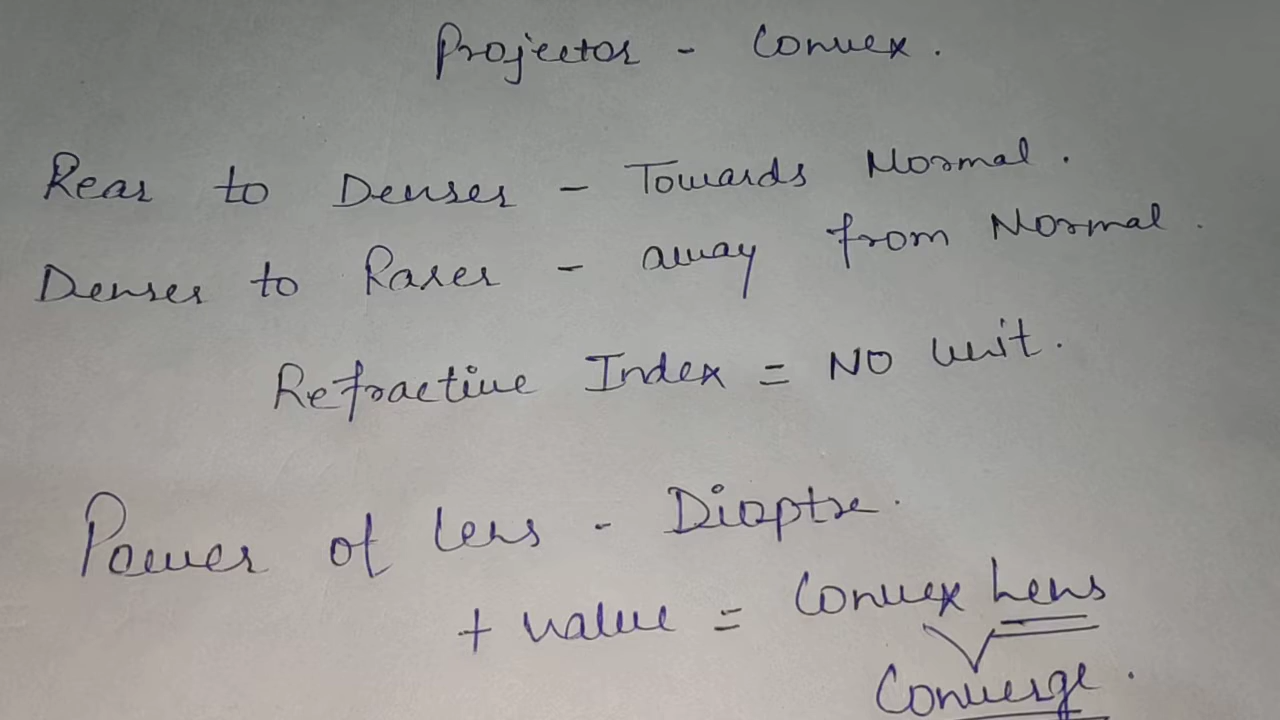 Projector - Convex.
Rear to Denser - Towards Normal.
Denser to Rarer - away from Normal.
Refractive Index = NO unit.
Power of lens - Dioptre.
+ value = Convex Lens
Converge.